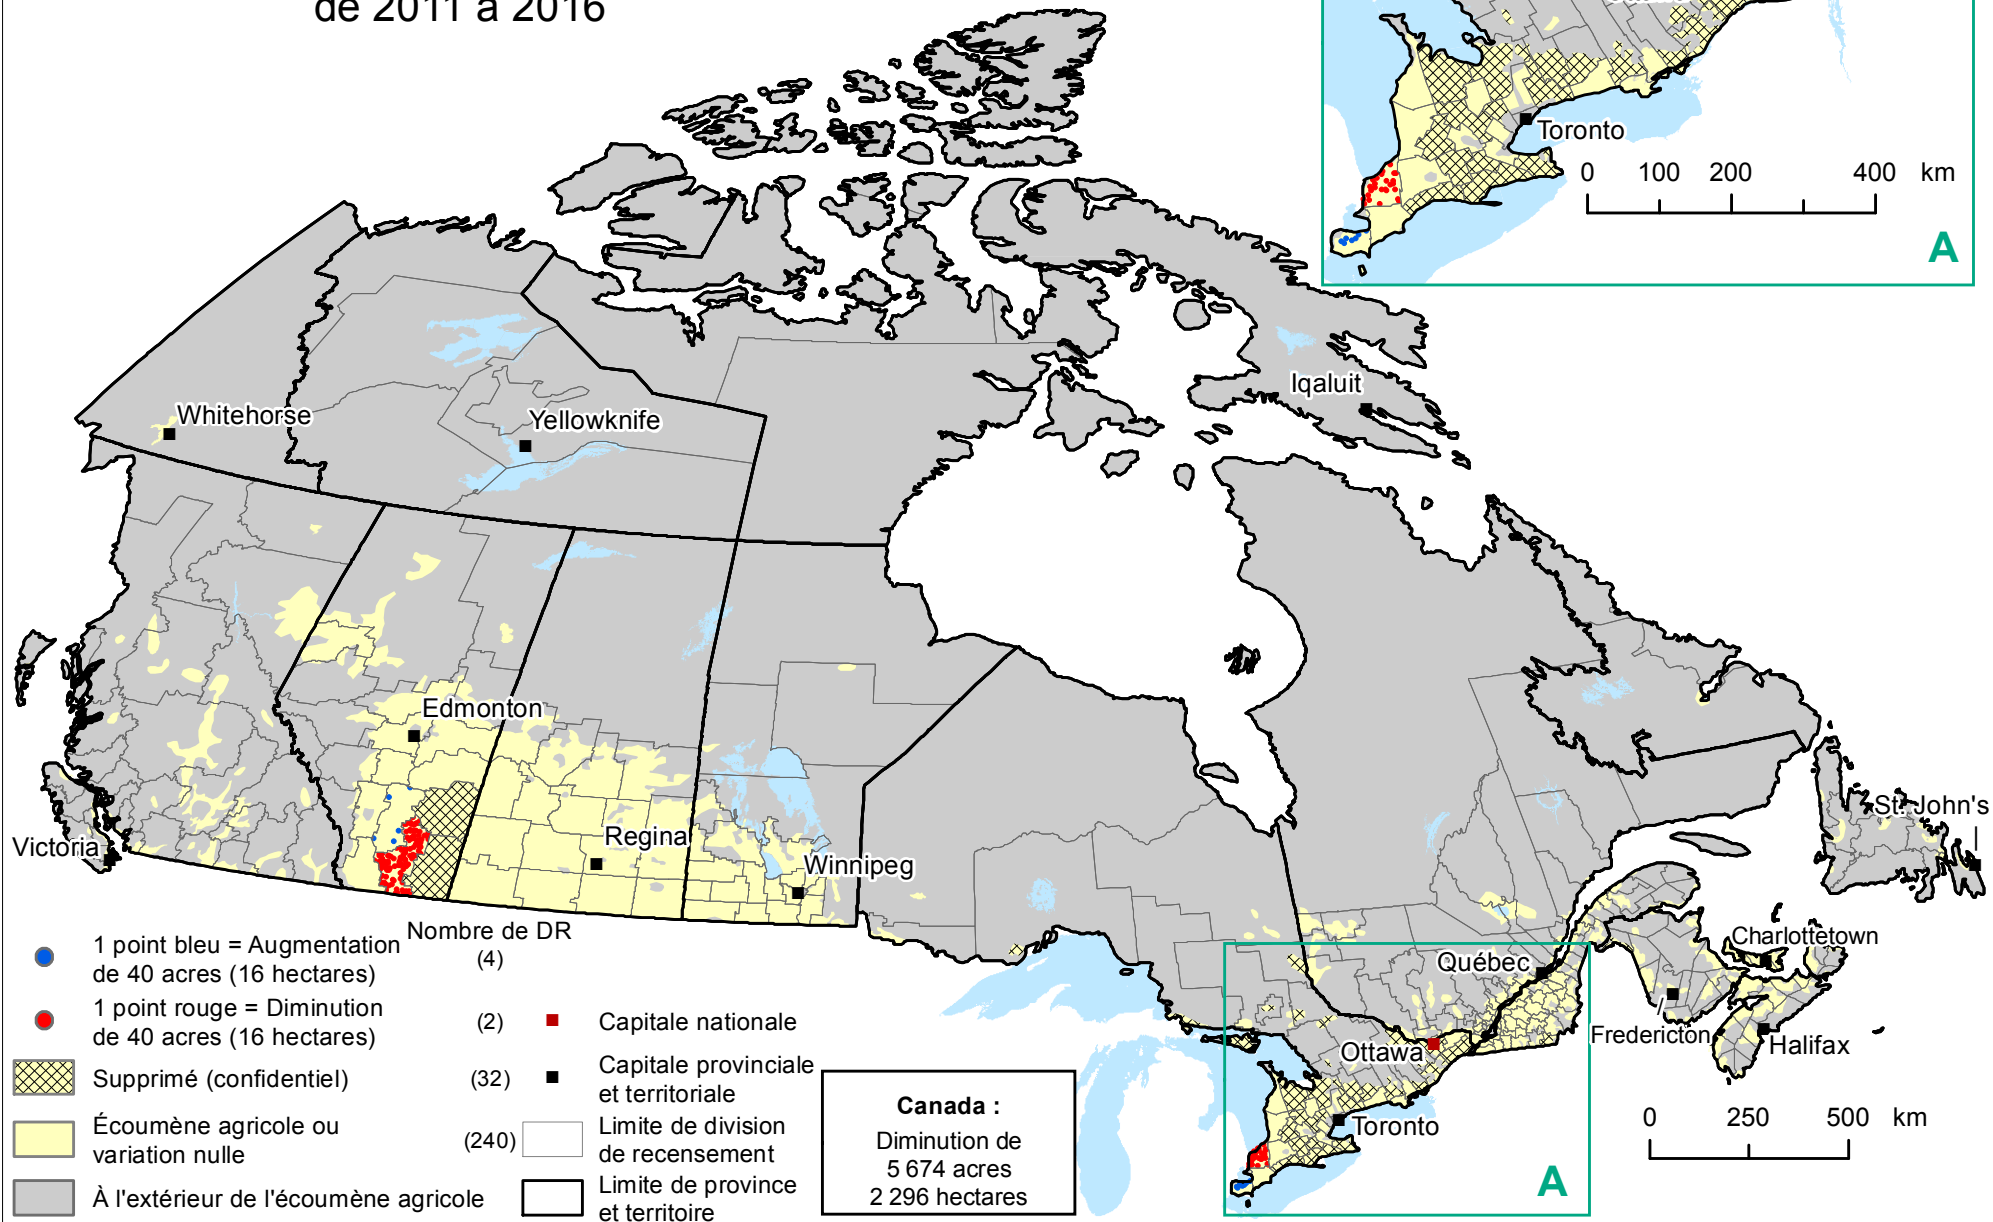 de 2011 à 2016
Toronto
0 100 200 400 km
A
Whitehorse
Yellowknife
Iqaluit
Edmonton
Victoria
Regina
Winnipeg
St. John's
Charlottetown
Québec
Fredericton
Halifax
Ottawa
Toronto
A
0 250 500 km
Nombre de DR
1 point bleu = Augmentation
de 40 acres (16 hectares)
(4)
1 point rouge = Diminution
de 40 acres (16 hectares)
(2)
Supprimé (confidentiel)
(32)
Écoumène agricole ou
variation nulle
(240)
À l'extérieur de l'écoumène agricole
Capitale nationale
Capitale provinciale
et territoriale
Limite de division
de recensement
Limite de province
et territoire
Canada :
Diminution de
5 674 acres
2 296 hectares